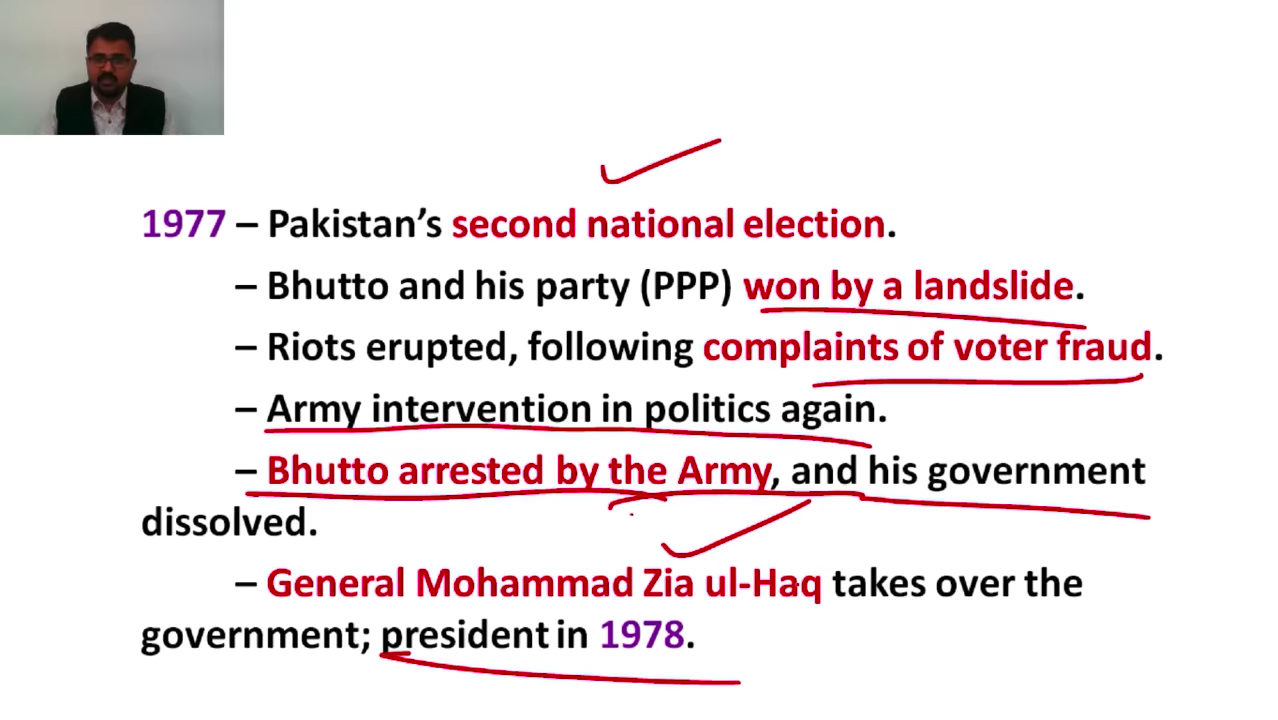 1977 – Pakistan’s second national election.
– Bhutto and his party (PPP) won by a landslide.
– Riots erupted, following complaints of voter fraud.
– Army intervention in politics again.
– Bhutto arrested by the Army, and his government
dissolved.
– General Mohammad Zia ul-Haq takes over the
government; president in 1978.